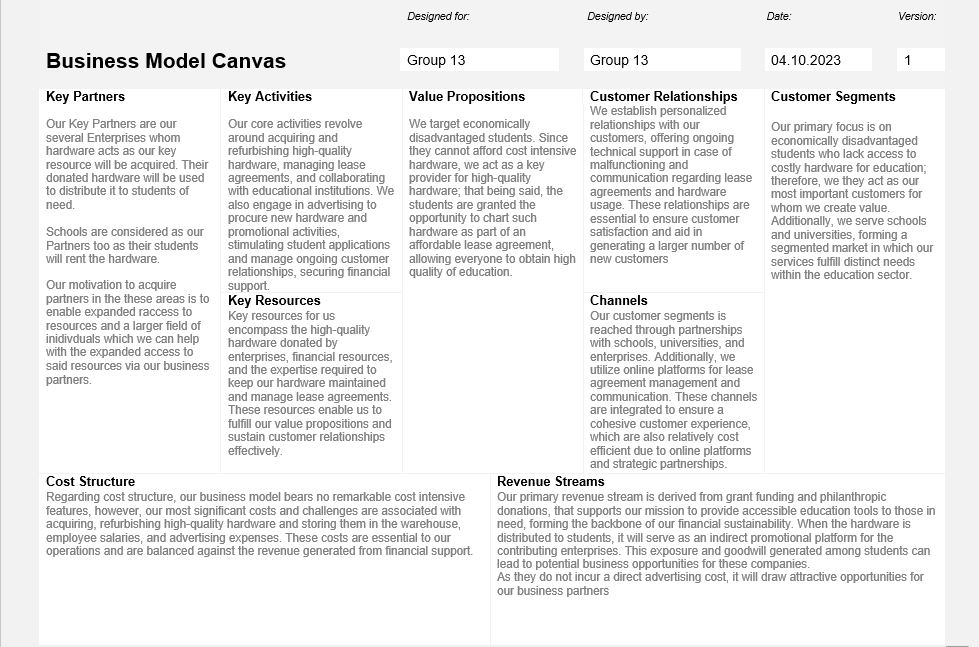 Designed for:
Designed by:
Date:
Version:
Business Model Canvas
Group 13
Group 13
04.10.2023
1
Key Partners
Our Key Partners are our
several Enterprises whom
hardware acts as our key
resource will be acquired. Their
donated hardware will be used
to distribute it to students of
need.
Schools are considered as our
Partners too as their students
will rent the hardware.
Our motivation to acquire
partners in the these areas is to
enable expanded raccess to
resources and a larger field of
inidivduals which we can help
with the expanded access to
said resources via our business
partners.
Key Activities
Our core activities revolve
around acquiring and
refurbishing high-quality
hardware, managing lease
agreements, and collaborating
with educational institutions. We
also engage in advertising to
procure new hardware and
promotional activities,
stimulating student applications
and manage ongoing customer
relationships, securing financial
support.
Key Resources
Key resources for us
encompass the high-quality
hardware donated by
enterprises, financial resources,
and the expertise required to
keep our hardware maintained
and manage lease agreements.
These resources enable us to
fulfill our value propositions and
sustain customer relationships
effectively.
Value Propositions
We target economically
disadvantaged students. Since
they cannot afford cost intensive
hardware, we act as a key
provider for high-quality
hardware; that being said, the
students are granted the
opportunity to chart such
hardware as part of an
affordable lease agreement,
allowing everyone to obtain high
quality of education.
Customer Relationships
We establish personalized
relationships with our
customers, offering ongoing
technical support in case of
malfunctioning and
communication regarding lease
agreements and hardware
usage. These relationships are
essential to ensure customer
satisfaction and aid in
generating a larger number of
new customers
Channels
Our customer segments is
reached through partnerships
with schools, universities, and
enterprises. Additionally, we
utilize online platforms for lease
agreement management and
communication. These channels
are integrated to ensure a
cohesive customer experience,
which are also relatively cost
efficient due to online platforms
and strategic partnerships.
Customer Segments
Our primary focus is on
economically disadvantaged
students who lack access to
costly hardware for education;
therefore, we they act as our
most important customers for
whom we create value.
Additionally, we serve schools
and universities, forming a
segmented market in which our
services fulfill distinct needs
within the education sector.
Cost Structure
Regarding cost structure, our business model bears no remarkable cost intensive
features, however, our most significant costs and challenges are associated with
acquiring, refurbishing high-quality hardware and storing them in the warehouse,
employee salaries, and advertising expenses. These costs are essential to our
operations and are balanced against the revenue generated from financial support.
Revenue Streams
Our primary revenue stream is derived from grant funding and philanthropic
donations, that supports our mission to provide accessible education tools to those in
need, forming the backbone of our financial sustainability. When the hardware is
distributed to students, it will serve as an indirect promotional platform for the
contributing enterprises. This exposure and goodwill generated among students can
lead to potential business opportunities for these companies.
As they do not incur a direct advertising cost, it will draw attractive opportunities for
our business partners